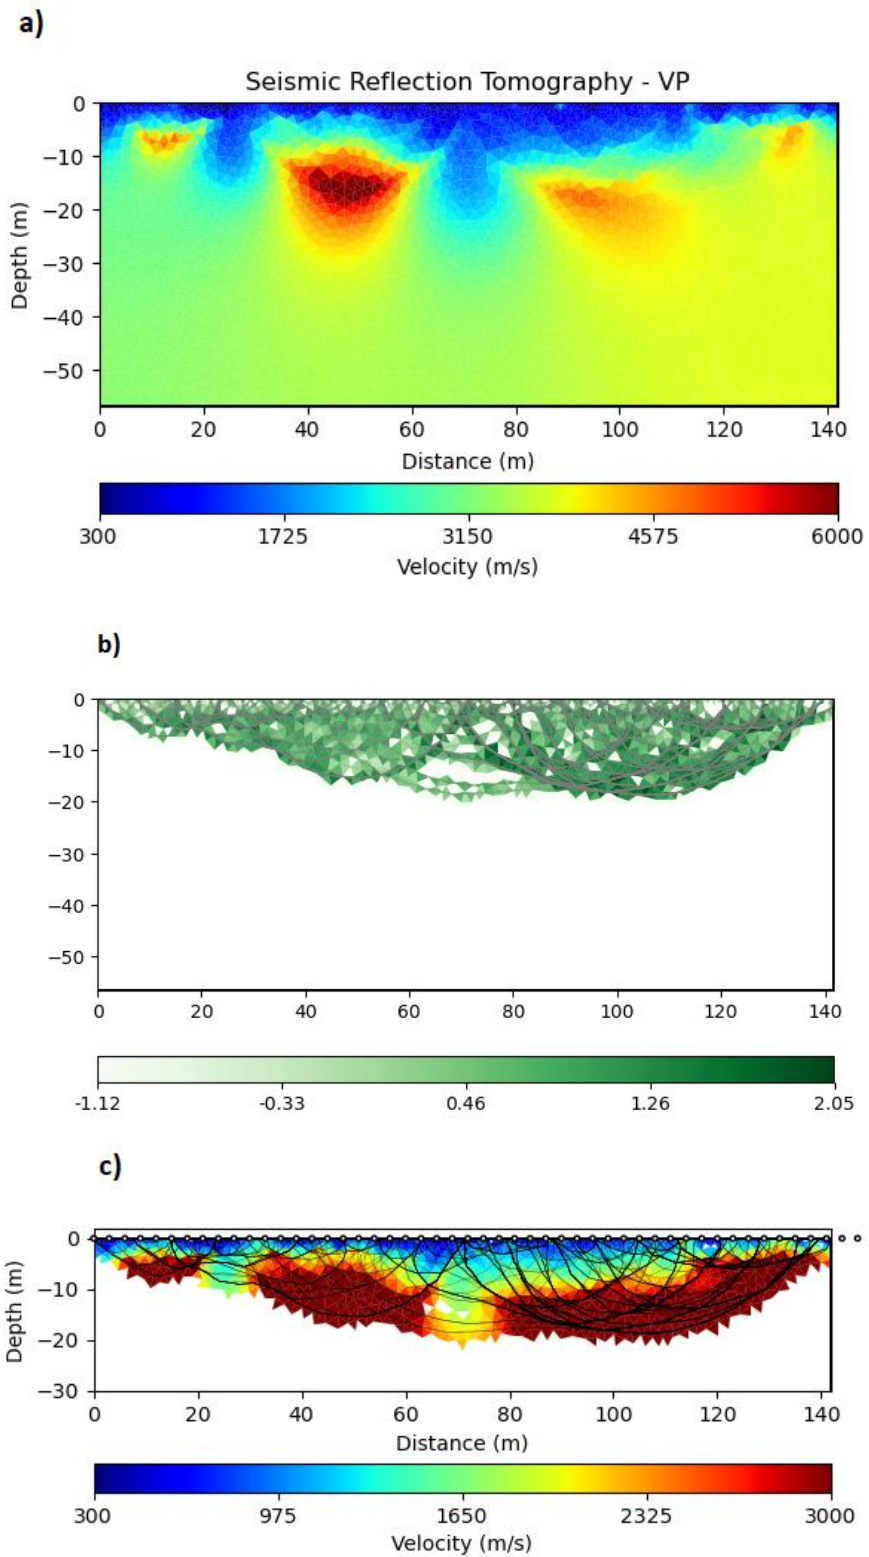 a)
Seismic Reflection Tomography - VP
0
−10
−20
−30
−40
−50
Depth (m)
0 20 40 60 80 100 120 140
Distance (m)
300 1725 3150 4575 6000
Velocity (m/s)
b)
0
−10
−20
−30
−40
−50
0 20 40 60 80 100 120 140
-1.12 -0.33 0.46 1.26 2.05
c)
0
−10
−20
−30
Depth (m)
0 20 40 60 80 100 120 140
Distance (m)
300 975 1650 2325 3000
Velocity (m/s)